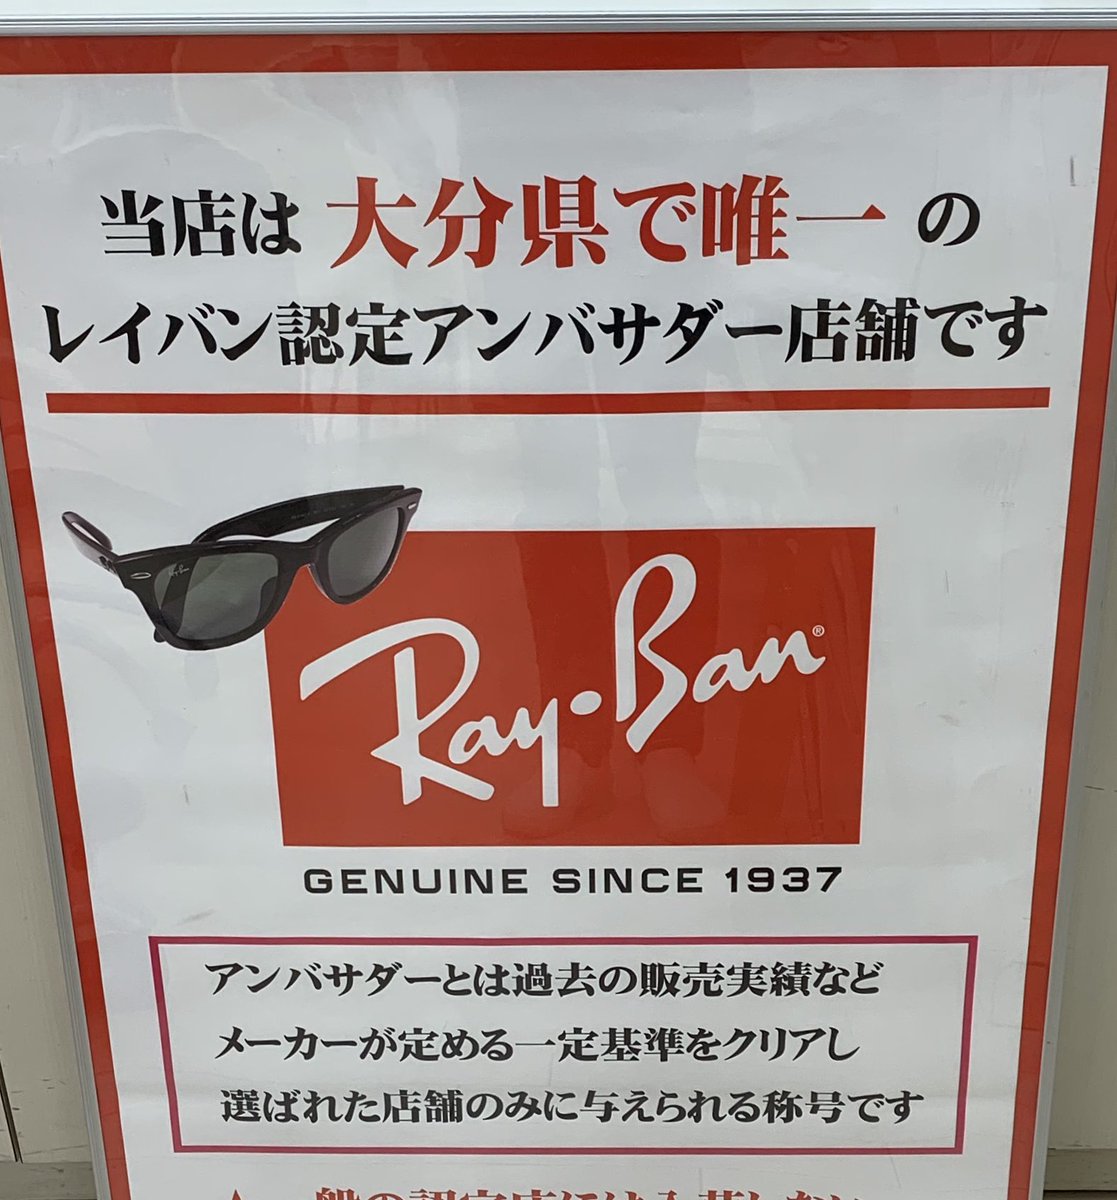 当店は 大分県で唯一 の
レイバン認定アンバサダー店舗です
Ray-Ban
Ray·Ban®
GENUINE SINCE 1937
アンバサダーとは過去の販売実績など
メーカーが定める一定基準をクリアし
選ばれた店舗のみに与えられる称号です